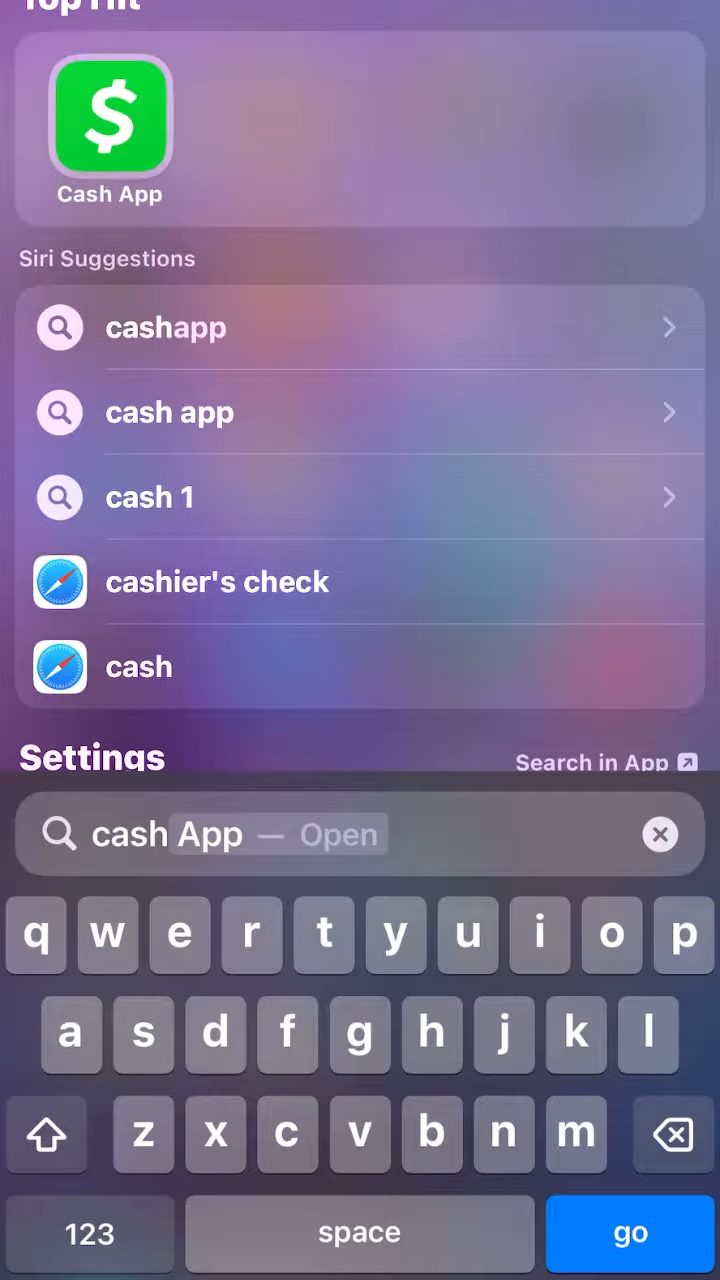 Top Hit
$
Cash App
Siri Suggestions
cashapp
cash app
cash 1
cashier's check
cash
Settings
Search in App
cash App — Open
q w e r t y u i o p
a s d f g h j k l
z x c v b n m
123 space go